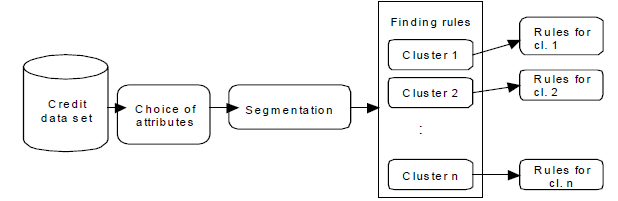 Credit
data set
Choice of
attributes
Segmentation
Finding rules
Cluster 1
Cluster 2
:
Cluster n
Rules for
cl. 1
Rules for
cl. 2
Rules for
cl. n